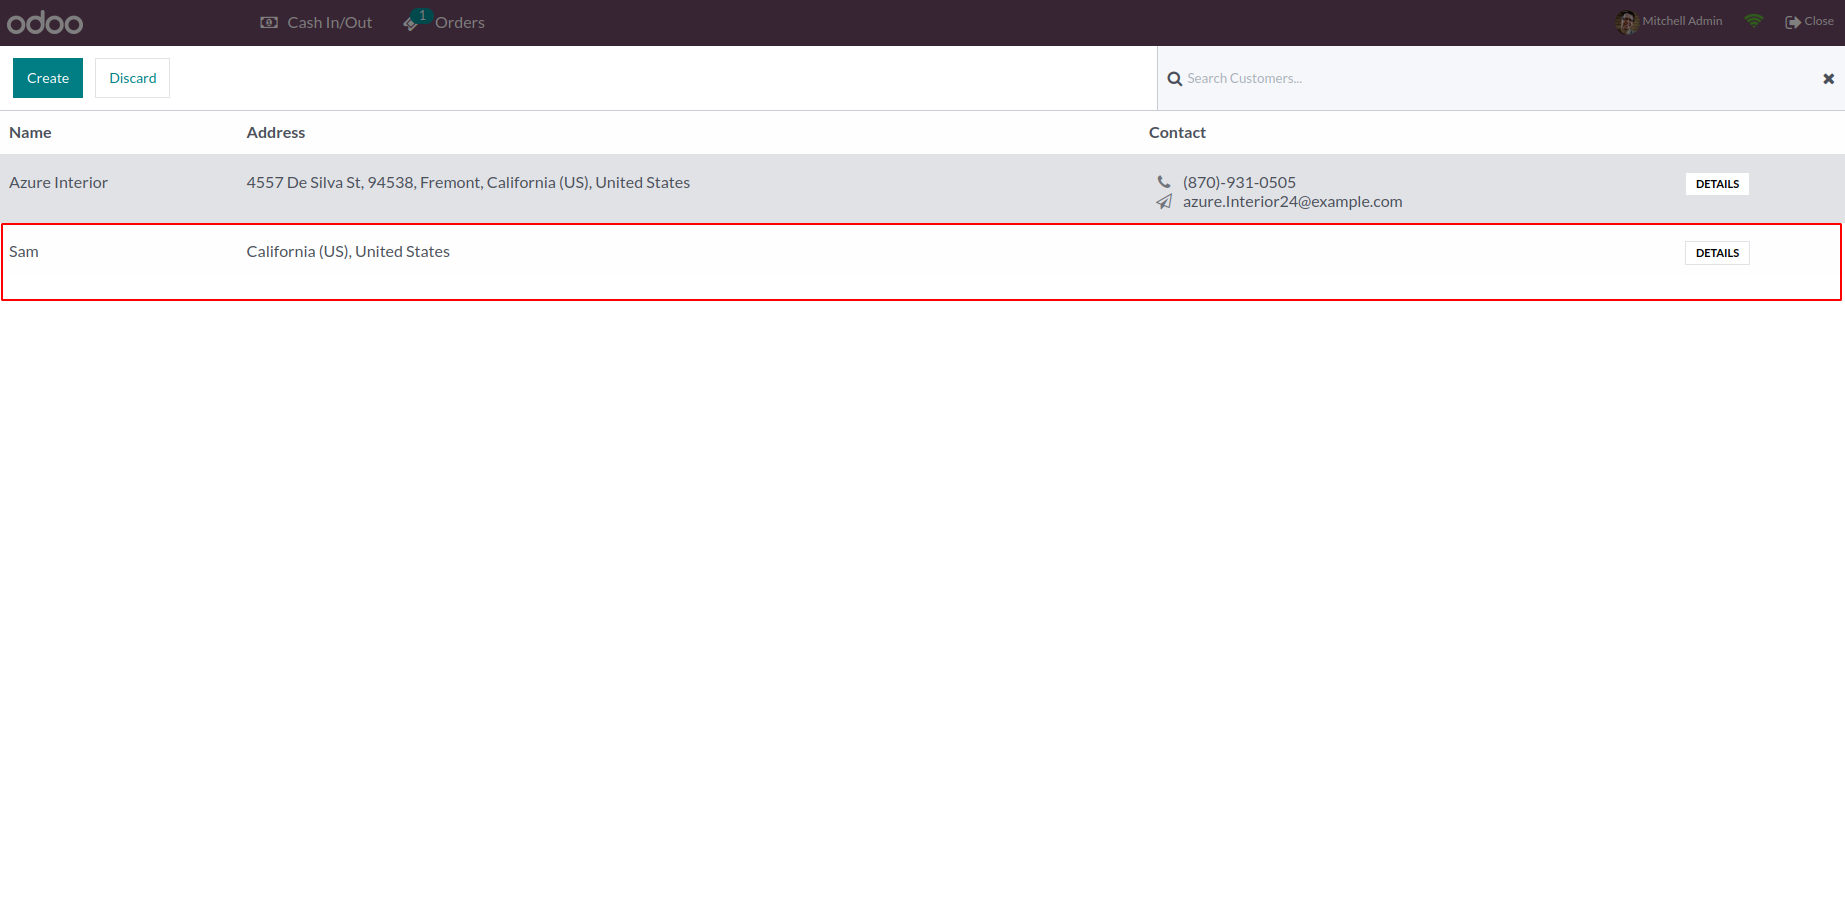 odoo Cash In/Out 1 Orders Mitchell Admin Close
Create Discard Search Customers...
Name Address Contact
Azure Interior 4557 De Silva St, 94538, Fremont, California (US), United States (870)-931-0505 DETAILS
azure.Interior24@example.com
Sam California (US), United States DETAILS